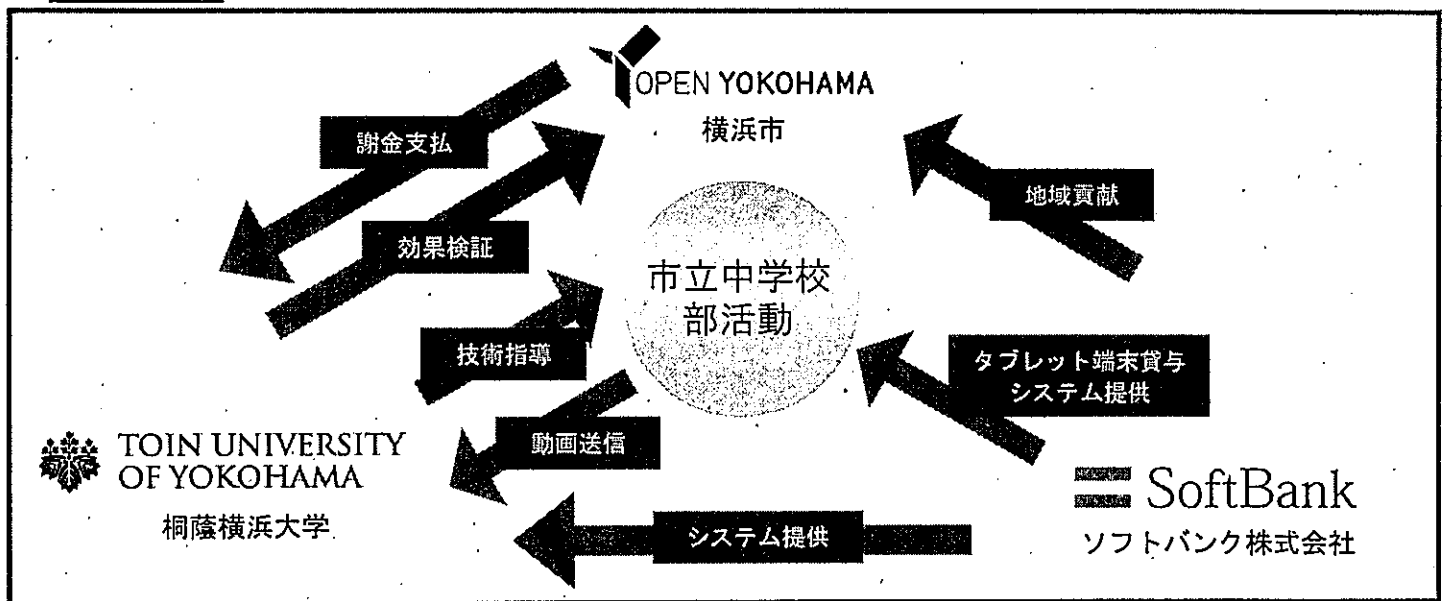 OPEN YOKOHAMA
横浜市
謝金支払
地域貢献
効果検証
市立中学校
部活動
技術指導
タブレット端末貸与
システム提供
動画送信
TOIN UNIVERSITY
OF YOKOHAMA
桐蔭横浜大学
SoftBank
ソフトバンク株式会社
システム提供